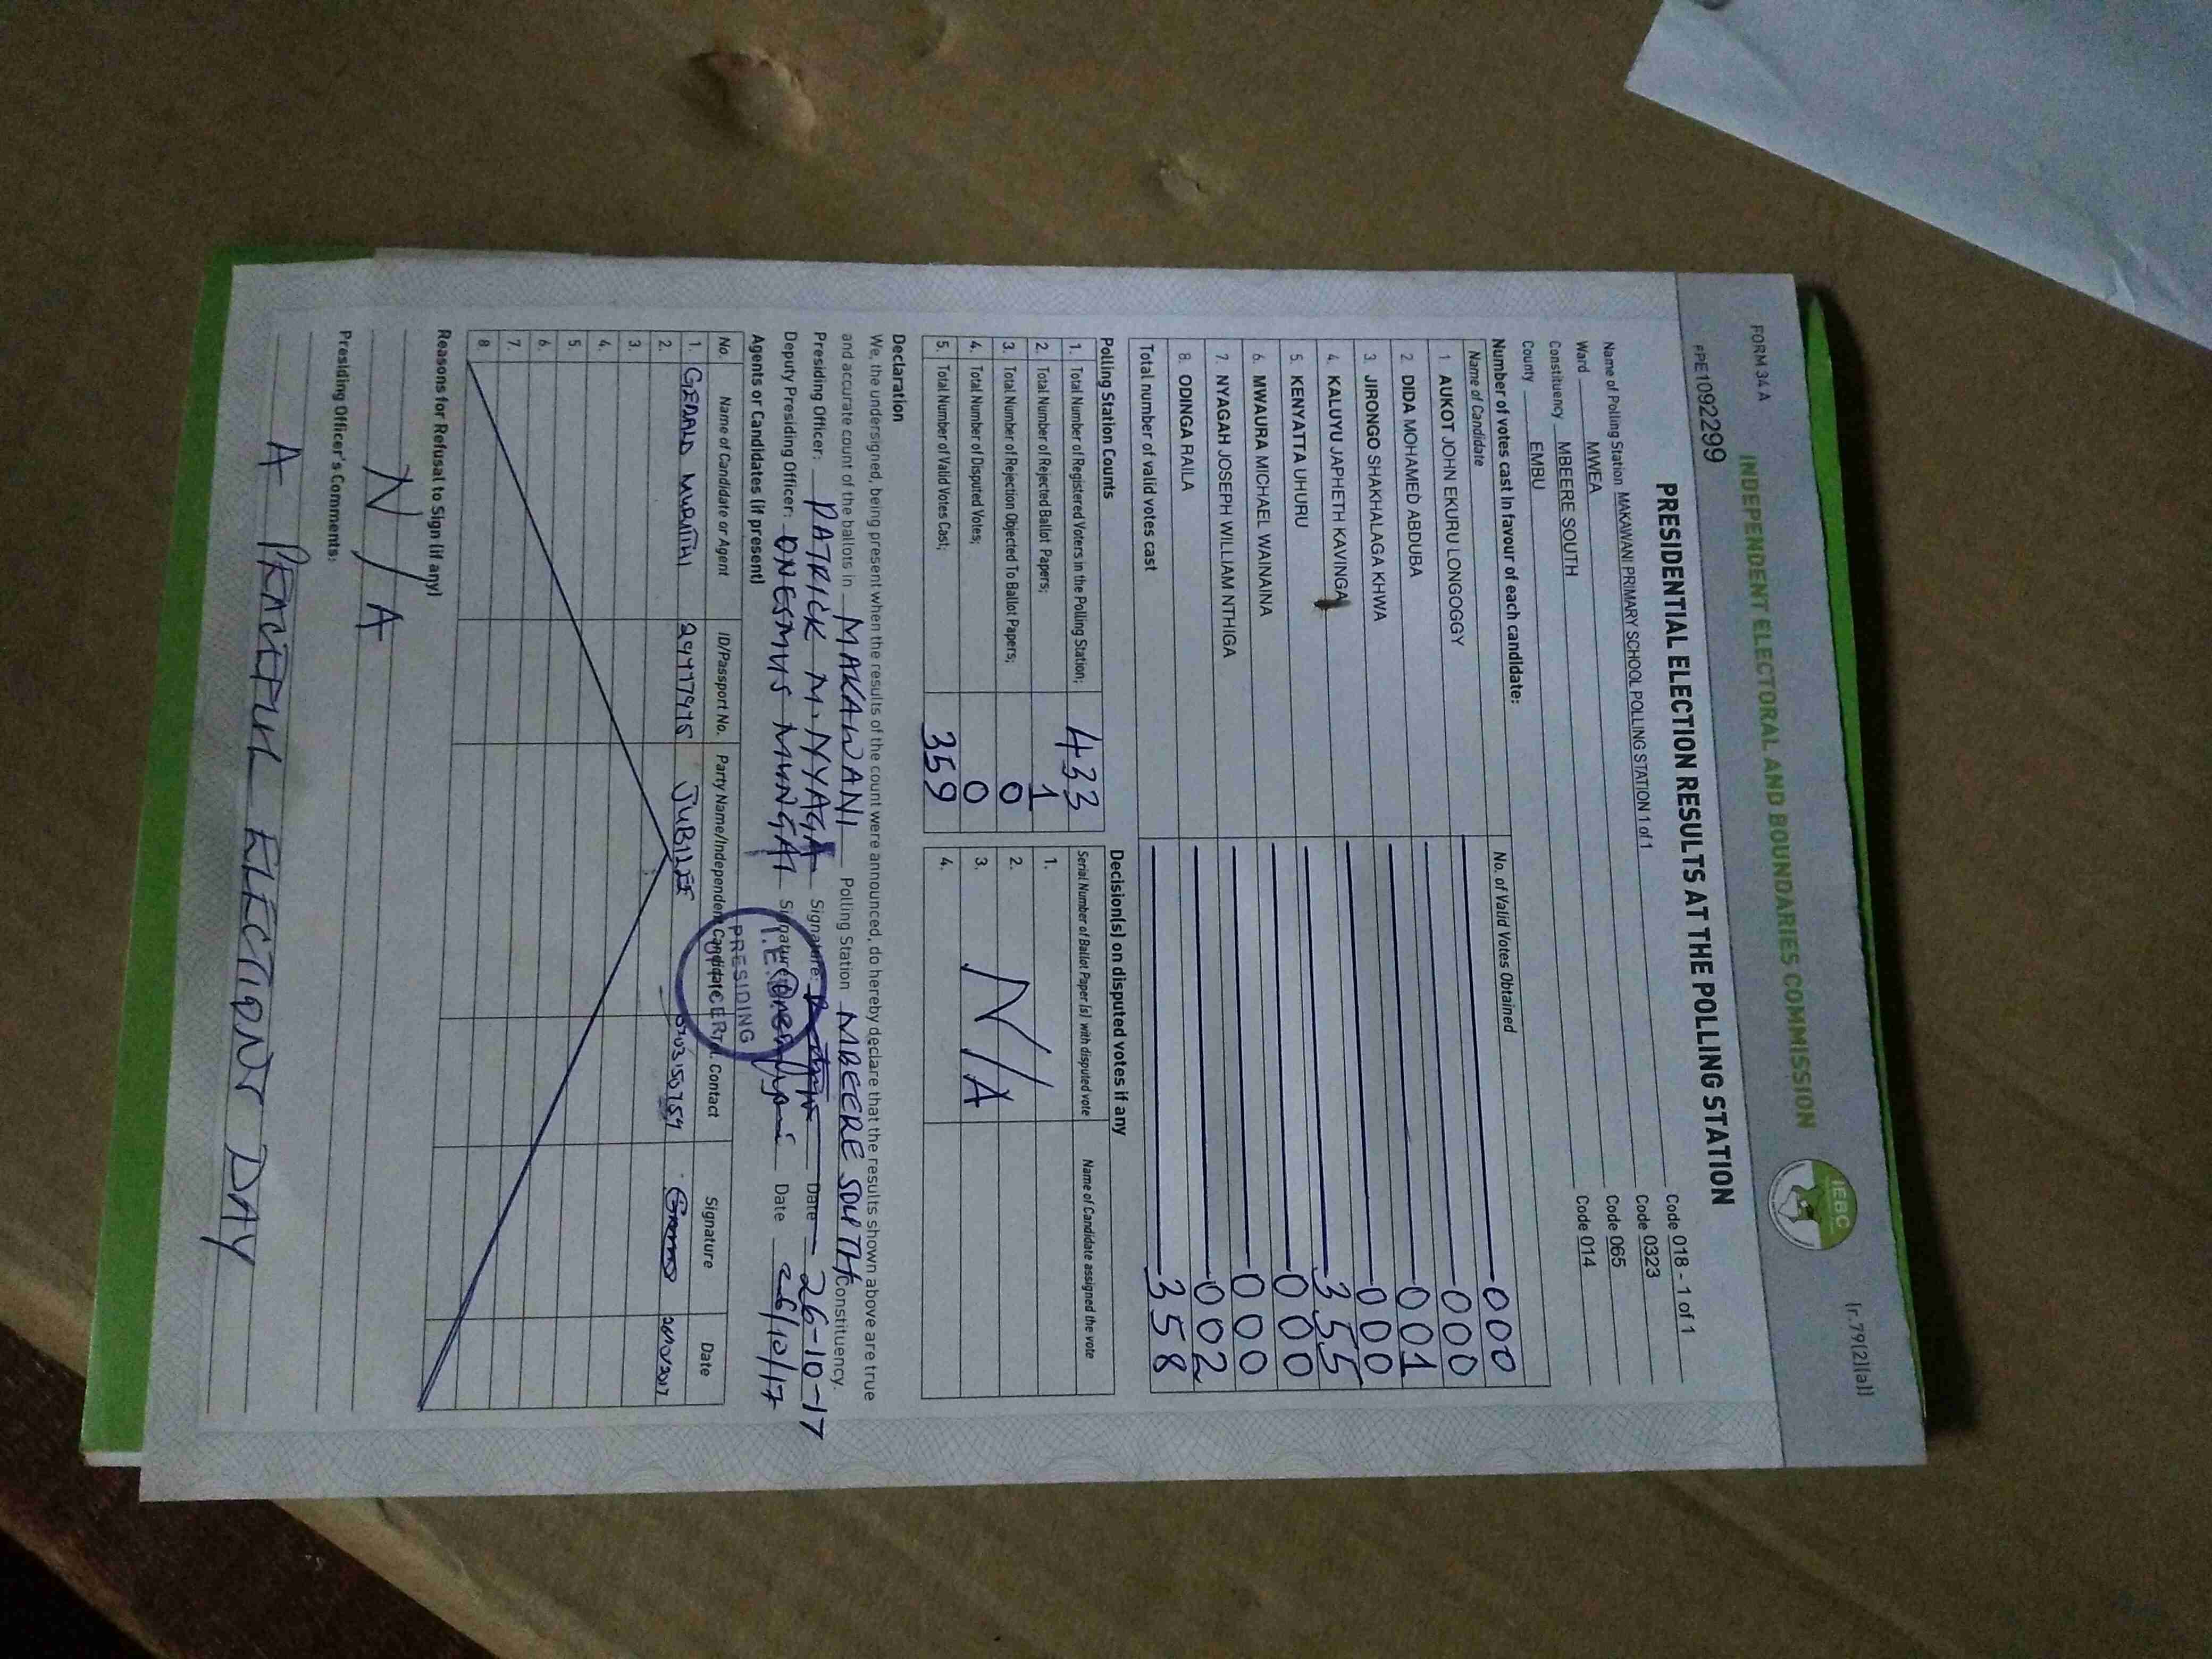 FORM 34A (r.79(2)(a))
INDEPENDENT ELECTORAL AND BOUNDARIES COMMISSION
IEBC
PRESIDENTIAL ELECTION RESULTS AT THE POLLING STATION
Name of Polling Station MAKAWANI PRIMARY SCHOOL POLLING STATION 1 of 1 Code 018 - 1 of 1
Ward MWEA Code 0323
Constituency MBEERE SOUTH Code 065
County EMBU Code 014
Number of votes cast in favour of each candidate:
Name of Candidate No. of Valid Votes Obtained
1 AUKOT JOHN EKURU LONGOGGY 000
2. DIDA MOHAMED ABDUBA 000
3. JIRONGO SHAKHALAGA KHWA 001
4. KALUYU JAPHETH KAVINGA 000
5. KENYATTA UHURU 355
6. MWAURA MICHAEL WAINAINA 000
7. NYAGAH JOSEPH WILLIAM NTHIGA 000
8. ODINGA RAILA 002
Total number of valid votes cast 358
Polling Station Counts
1. Total Number of Registered Voters in the Polling Station; 433
2. Total Number of Rejected Ballot Papers; 1
3. Total Number of Rejection Objected To Ballot Papers; 0
4. Total Number of Disputed Votes; 0
5. Total Number of Valid Votes Cast; 359
Decision(s) on disputed votes if any
Serial Number of Ballot Paper (s) with disputed vote Name of Candidate assigned the vote
1.
2.
3.
4.
N/A
Declaration
We, the undersigned, being present when the results of the count were announced, do hereby declare that the results shown above are true
and accurate count of the ballots in MAKAWANI Polling Station MBEERE SOUTH Constituency.
Presiding Officer: PATRICK M. NYAGA Signature: Date 26-10-17
Deputy Presiding Officer: ONESMUS MUNGAI Signature: Date 26/10/17
PRESIDING
Agents or Candidates (if present)
No. Name of Candidate or Agent ID/Passport No. Party Name/Independent Candidate Tel. Contact Signature Date
1. GERALD MURIITHI JUBILEE 26/10/2017
2.
3.
4.
5.
6.
7.
8.
Reasons for Refusal to Sign (if any)
N/A
Presiding Officer's Comments:
A PEACEFUL ELECTIONS DAY